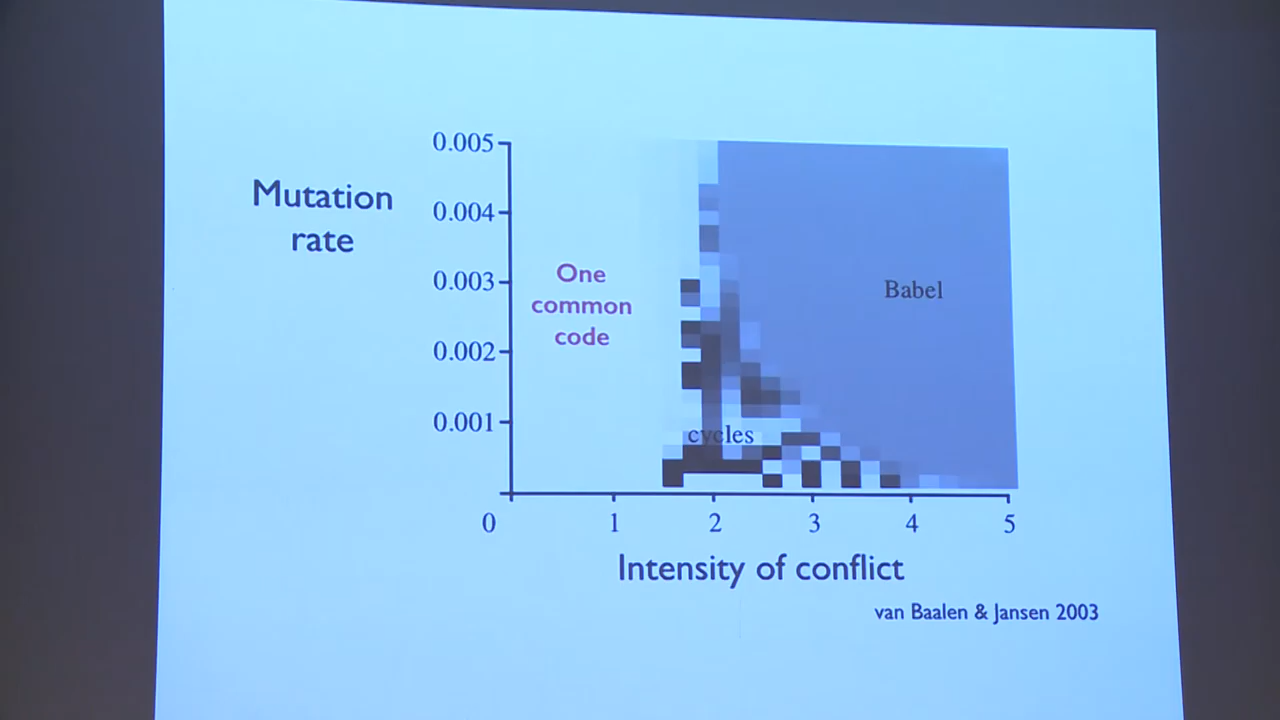 Mutation
rate
0.005
0.004
0.003
0.002
0.001
One
common
code
Babel
cycles
0 1 2 3 4 5
Intensity of conflict
van Baalen & Jansen 2003